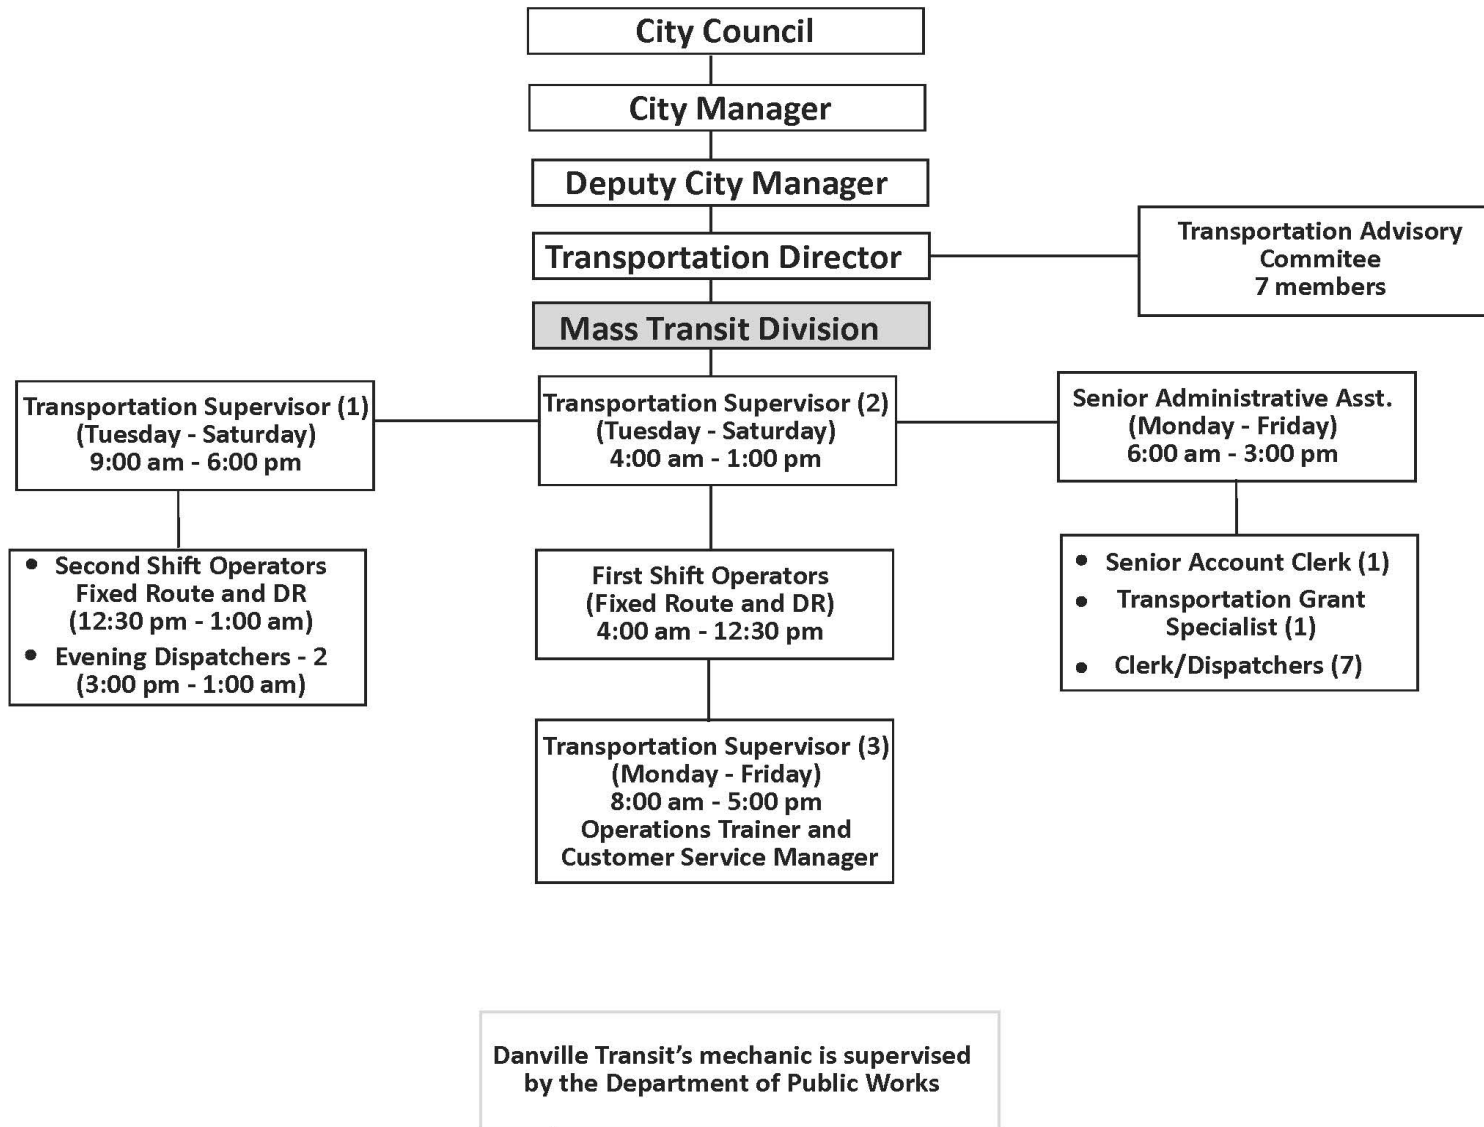 City Council
City Manager
Deputy City Manager
Transportation Director
Transportation Advisory
Commitee
7 members
Mass Transit Division
Transportation Supervisor (1)
(Tuesday - Saturday)
9:00 am - 6:00 pm
Transportation Supervisor (2)
(Tuesday - Saturday)
4:00 am - 1:00 pm
Senior Administrative Asst.
(Monday - Friday)
6:00 am - 3:00 pm
• Second Shift Operators
Fixed Route and DR
(12:30 pm - 1:00 am)
• Evening Dispatchers - 2
(3:00 pm - 1:00 am)
First Shift Operators
(Fixed Route and DR)
4:00 am - 12:30 pm
• Senior Account Clerk (1)
• Transportation Grant
Specialist (1)
• Clerk/Dispatchers (7)
Transportation Supervisor (3)
(Monday - Friday)
8:00 am - 5:00 pm
Operations Trainer and
Customer Service Manager
Danville Transit’s mechanic is supervised
by the Department of Public Works